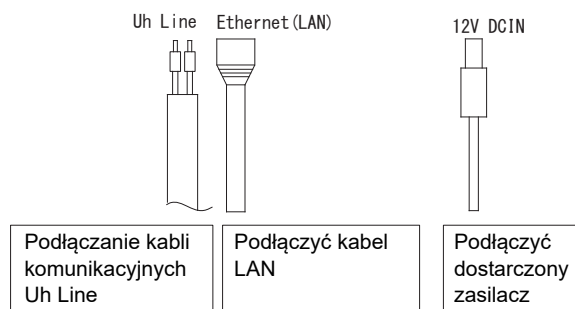 Uh Line
Ethernet(LAN)
12V DCIN
Podłączanie kabli
komunikacyjnych
Uh Line
Podłączyć kabel
LAN
Podłączyć
dostarczony
zasilacz